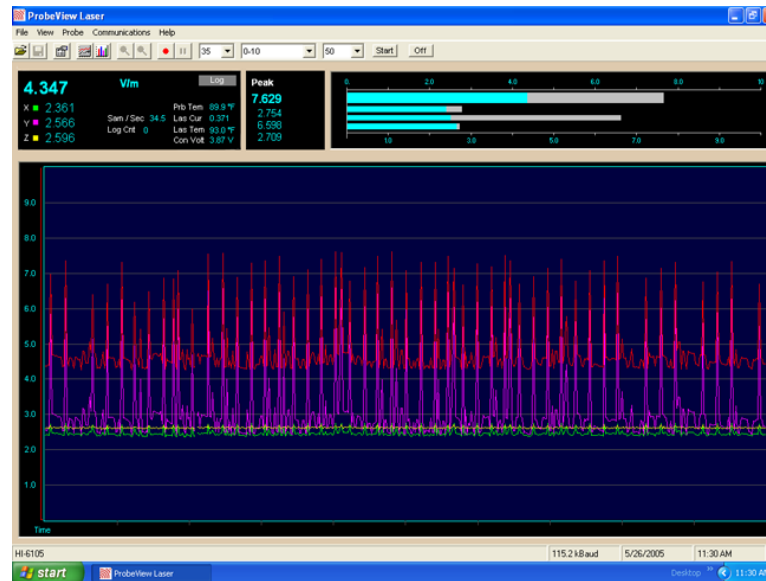 ProbeView Laser
File View Probe Communications Help
35 0-10 50 Start Off
4.347 V/m Log
X 2.361 Prb Tem 89.9 °F
Y 2.566 Sam / Sec 34.5 Las Cur 0.371
Log Cnt 0 Las Tem 93.0 °F
Z 2.596 Con Volt 3.87 V
Peak
7.629
2.754
6.598
2.709
0. 2.0 4.0 6.0 8.0 10
1.0 3.0 5.0 7.0 9.0
9.0
8.0
7.0
6.0
5.0
4.0
3.0
2.0
1.0
Time
HI-6105 115.2 kBaud 5/26/2005 11:30 AM
start ProbeView Laser Desktop » 11:30 AM